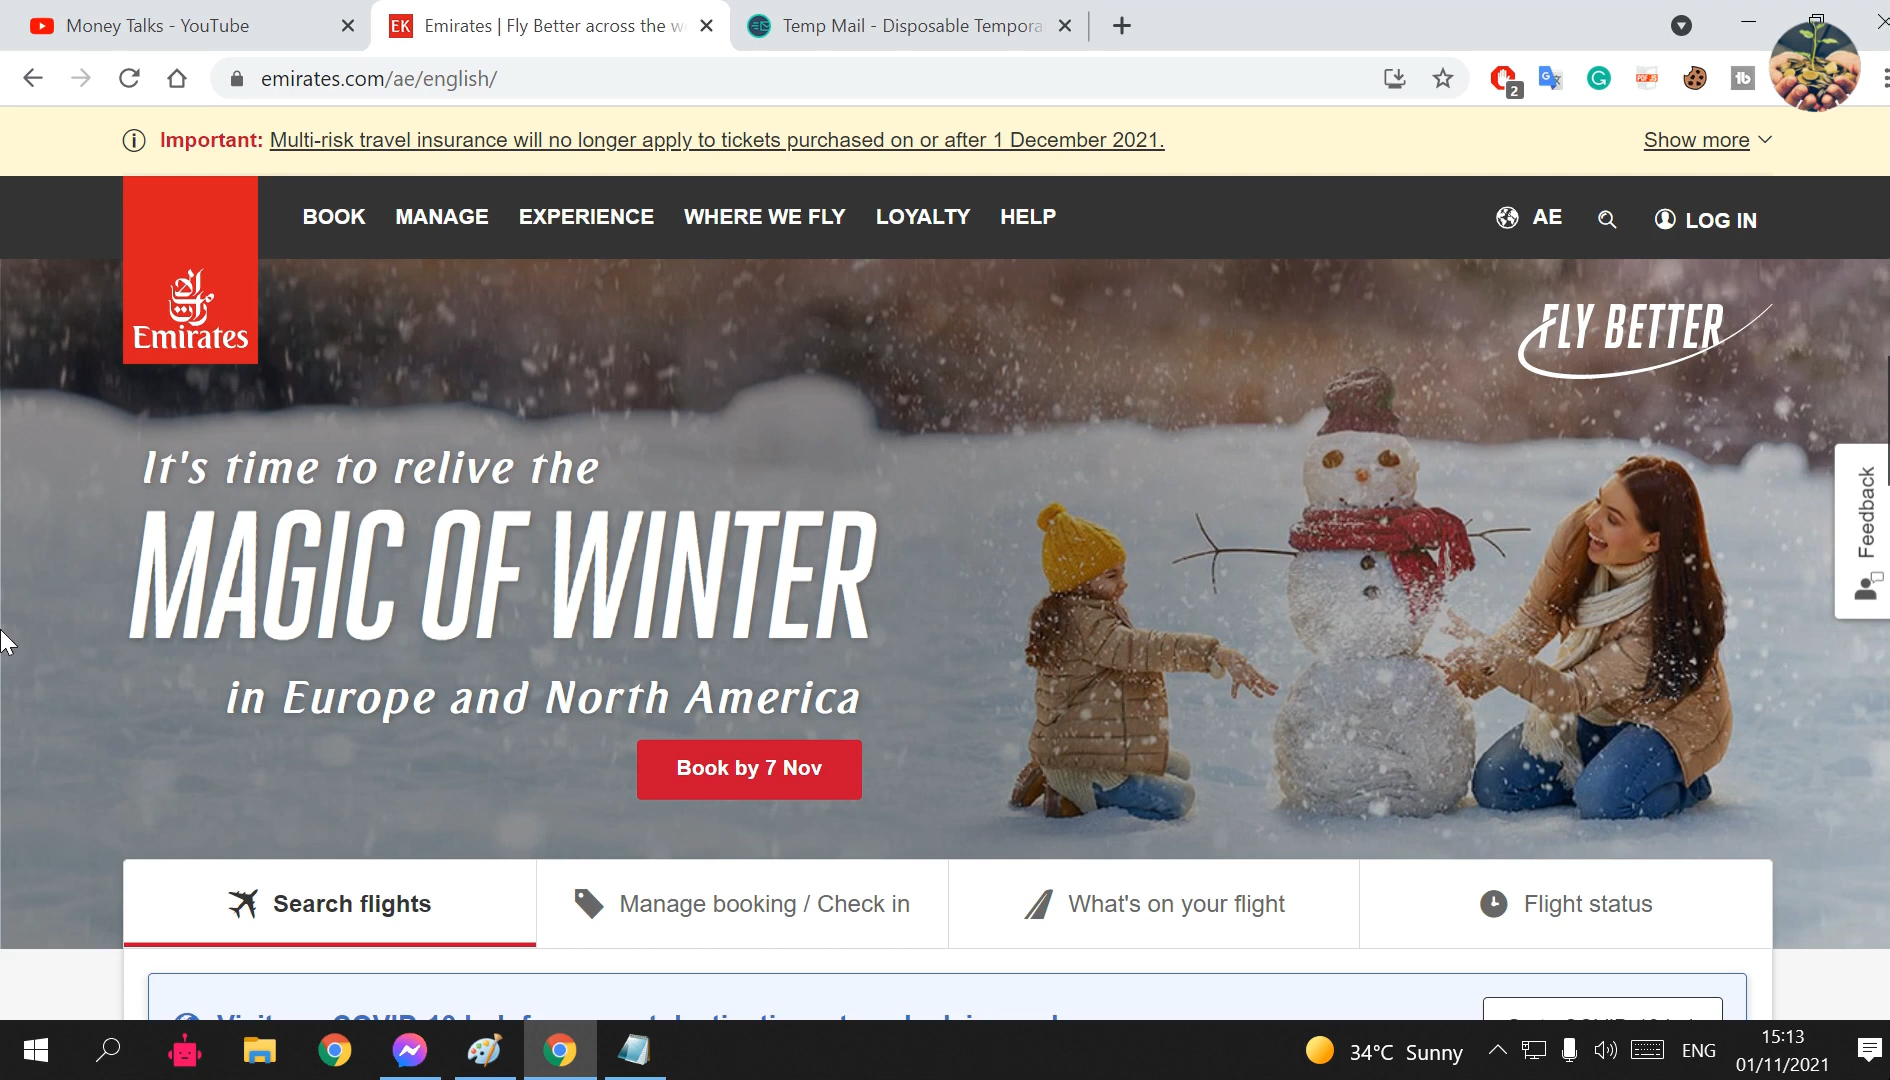 Money Talks - YouTube
EK
Emirates | Fly Better across the w
Temp Mail - Disposable Tempora
emirates.com/ae/english/
2
Important: Multi-risk travel insurance will no longer apply to tickets purchased on or after 1 December 2021.
Show more
Emirates
BOOK
MANAGE
EXPERIENCE
WHERE WE FLY
LOYALTY
HELP
AE
LOG IN
FLY BETTER
It's time to relive the
MAGIC OF WINTER
in Europe and North America
Book by 7 Nov
Feedback
Search flights
Manage booking / Check in
What's on your flight
Flight status
34°C Sunny
ENG
15:13
01/11/2021